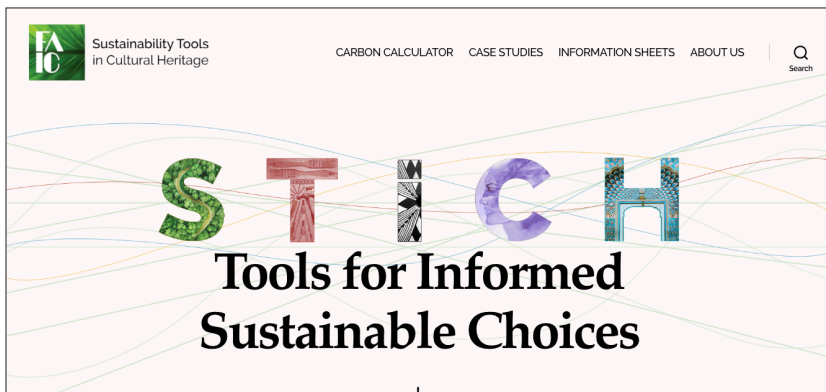 FA
IC
Sustainability Tools
in Cultural Heritage
CARBON CALCULATOR CASE STUDIES INFORMATION SHEETS ABOUT US
Search
STICH
Tools for Informed
Sustainable Choices